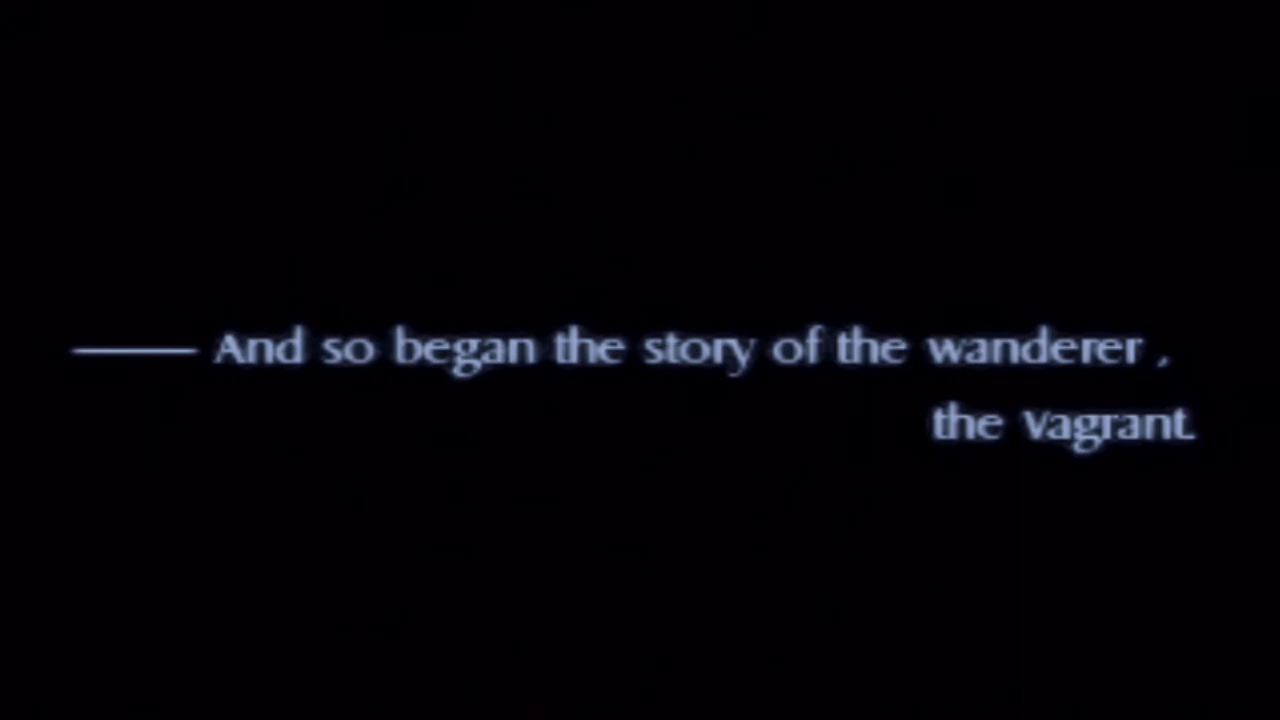 —— And so began the story of the wanderer ,
the vagrant.